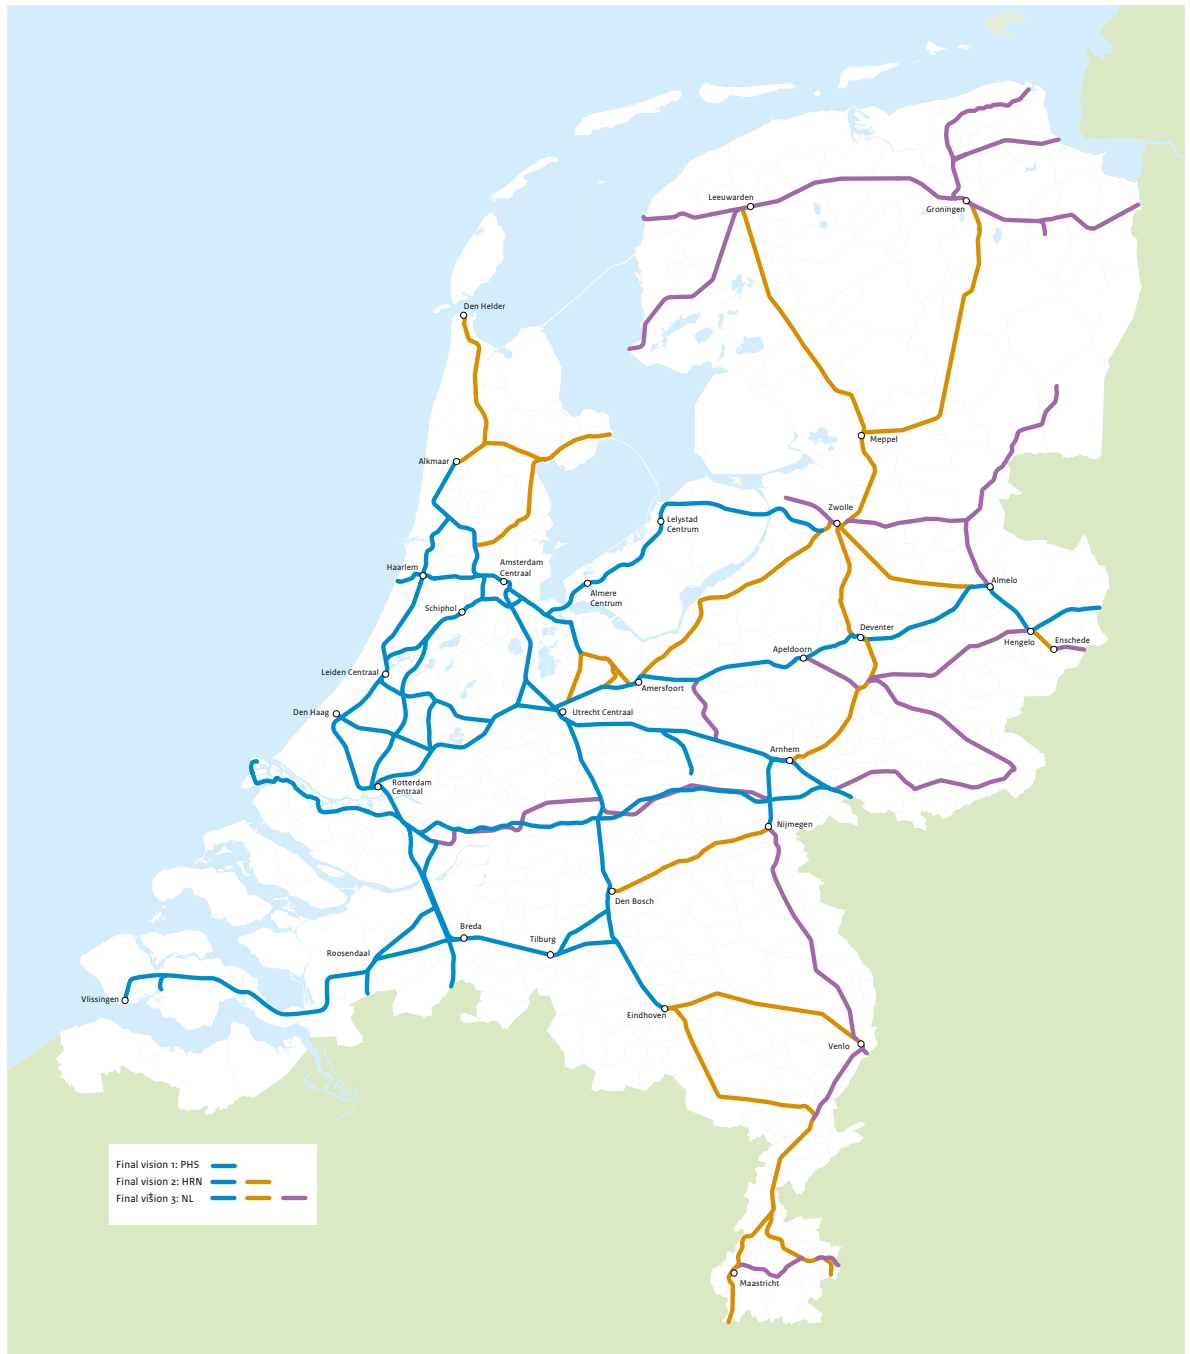 Leeuwarden
Groningen
Den Helder
Meppel
Alkmaar
Zwolle
Lelystad
Centrum
Haarlem
Amsterdam
Centraal
Almelo
Almere
Centrum
Schiphol
Deventer
Hengelo
Enschede
Apeldoorn
Leiden Centraal
Amersfoort
Den Haag
Utrecht Centraal
Arnhem
Rotterdam
Centraal
Nijmegen
Den Bosch
Breda
Tilburg
Roosendaal
Vlissingen
Eindhoven
Venlo
Final vision 1: PHS
Final vision 2: HRN
Final vision 3: NL
Maastricht